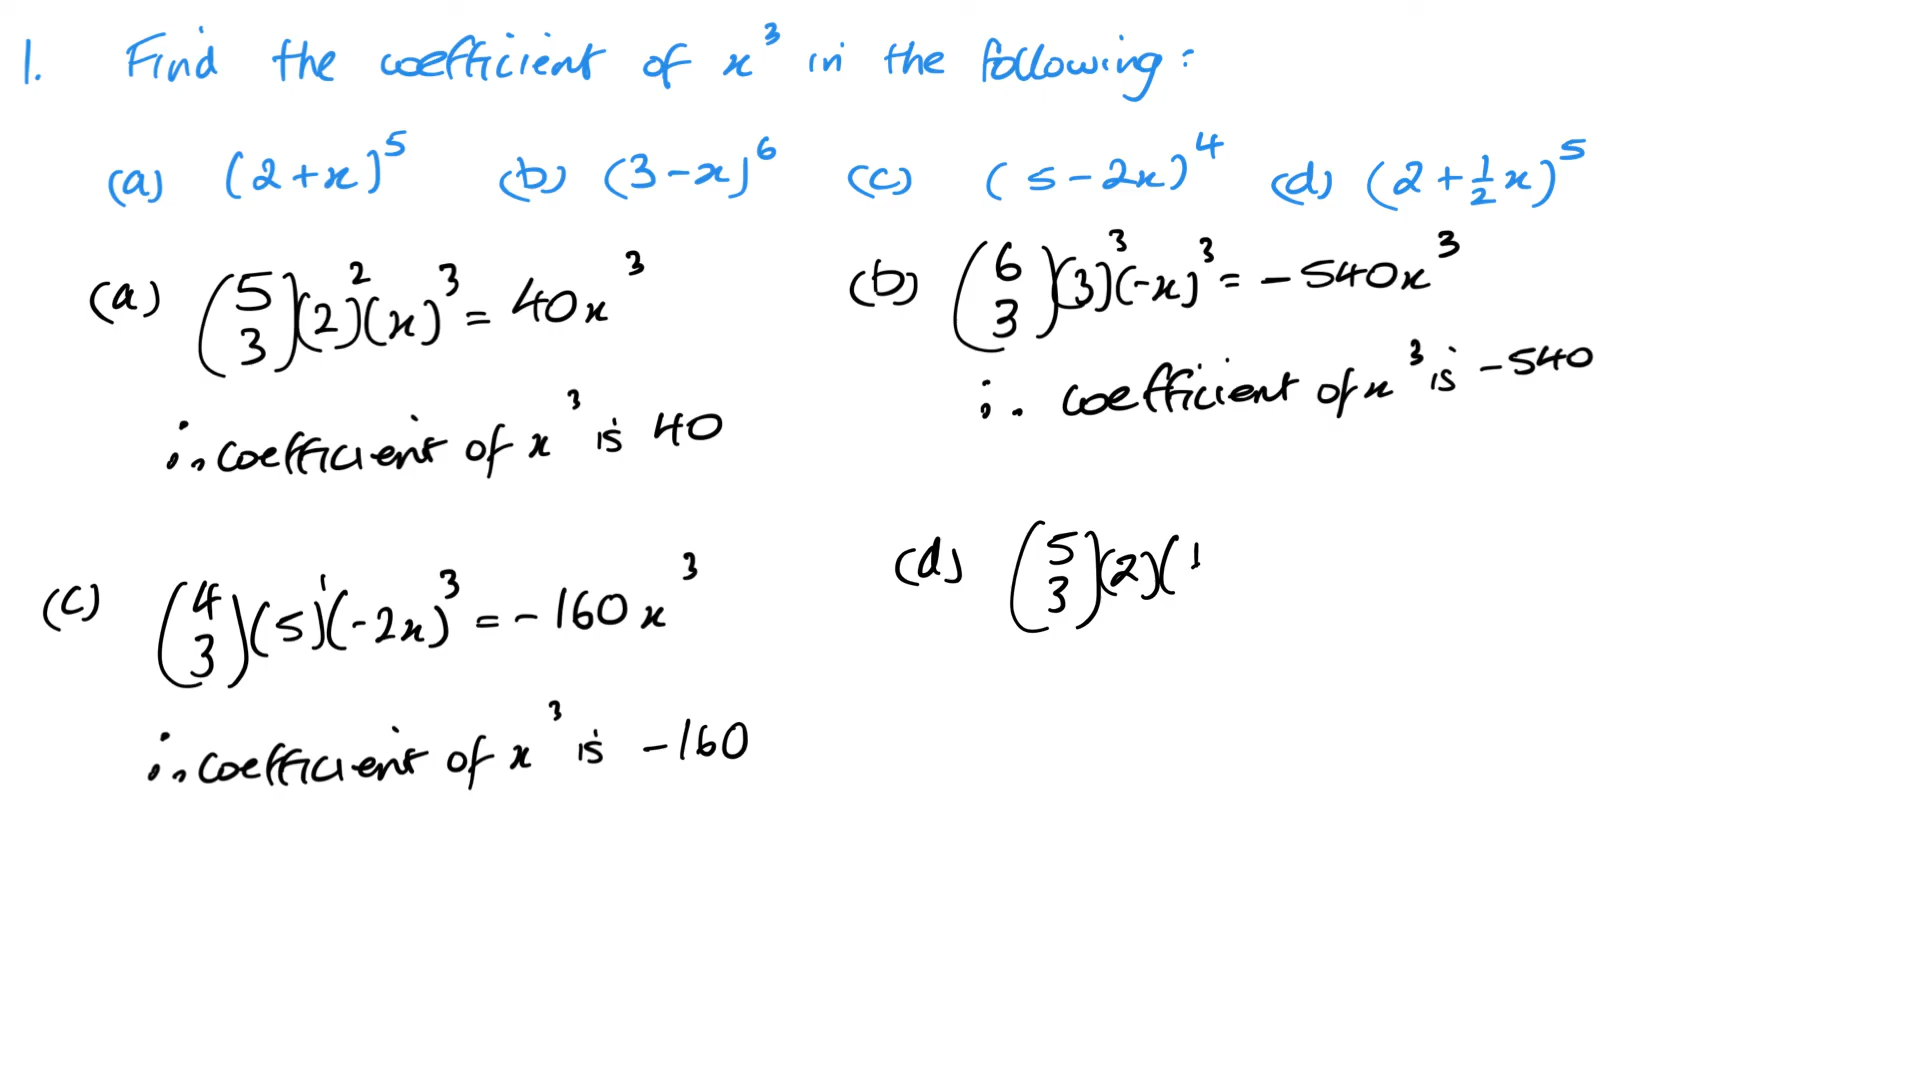 1. Find the coefficient of x³ in the following:
(a) (2+x)⁵ (b) (3-x)⁶ (c) (5-2x)⁴ (d) (2+½x)⁵
(a) (5 3)(2)²(x)³ = 40x³
∴ coefficient of x³ is 40
(b) (6 3)(3)³(-x)³ = -540x³
∴ coefficient of x³ is -540
(c) (4 3)(5)¹(-2x)³ = -160x³
∴ coefficient of x³ is -160
(d) (5 3)(2)(1